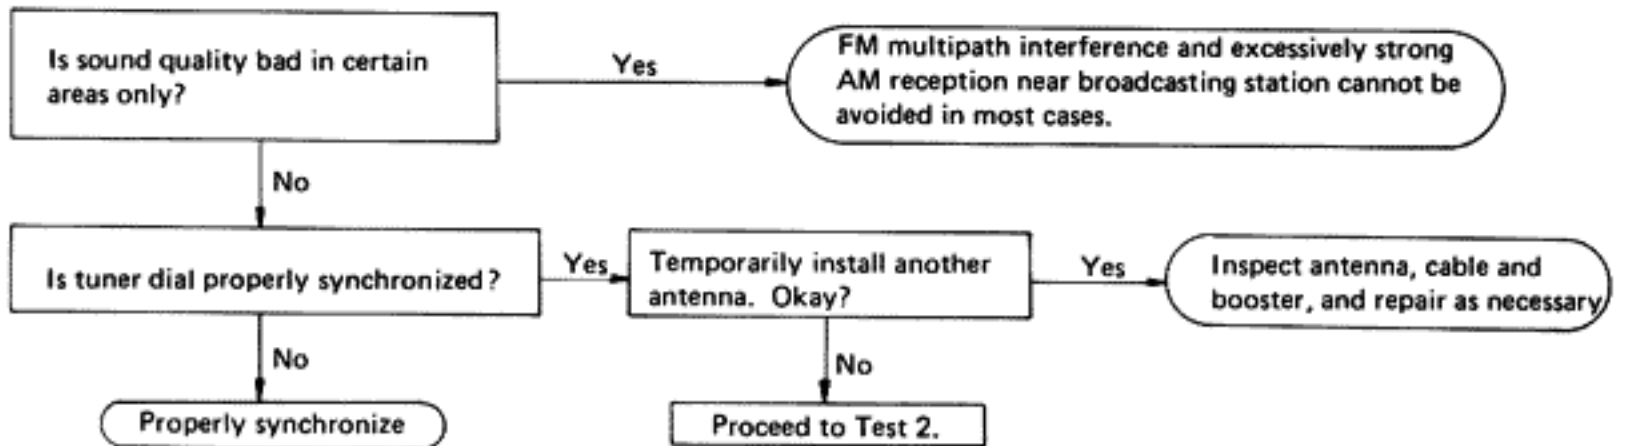 Is sound quality bad in certain
areas only?
Yes
FM multipath interference and excessively strong
AM reception near broadcasting station cannot be
avoided in most cases.
No
Is tuner dial properly synchronized?
Yes
Temporarily install another
antenna. Okay?
Yes
Inspect antenna, cable and
booster, and repair as necessary
No
No
Properly synchronize
Proceed to Test 2.